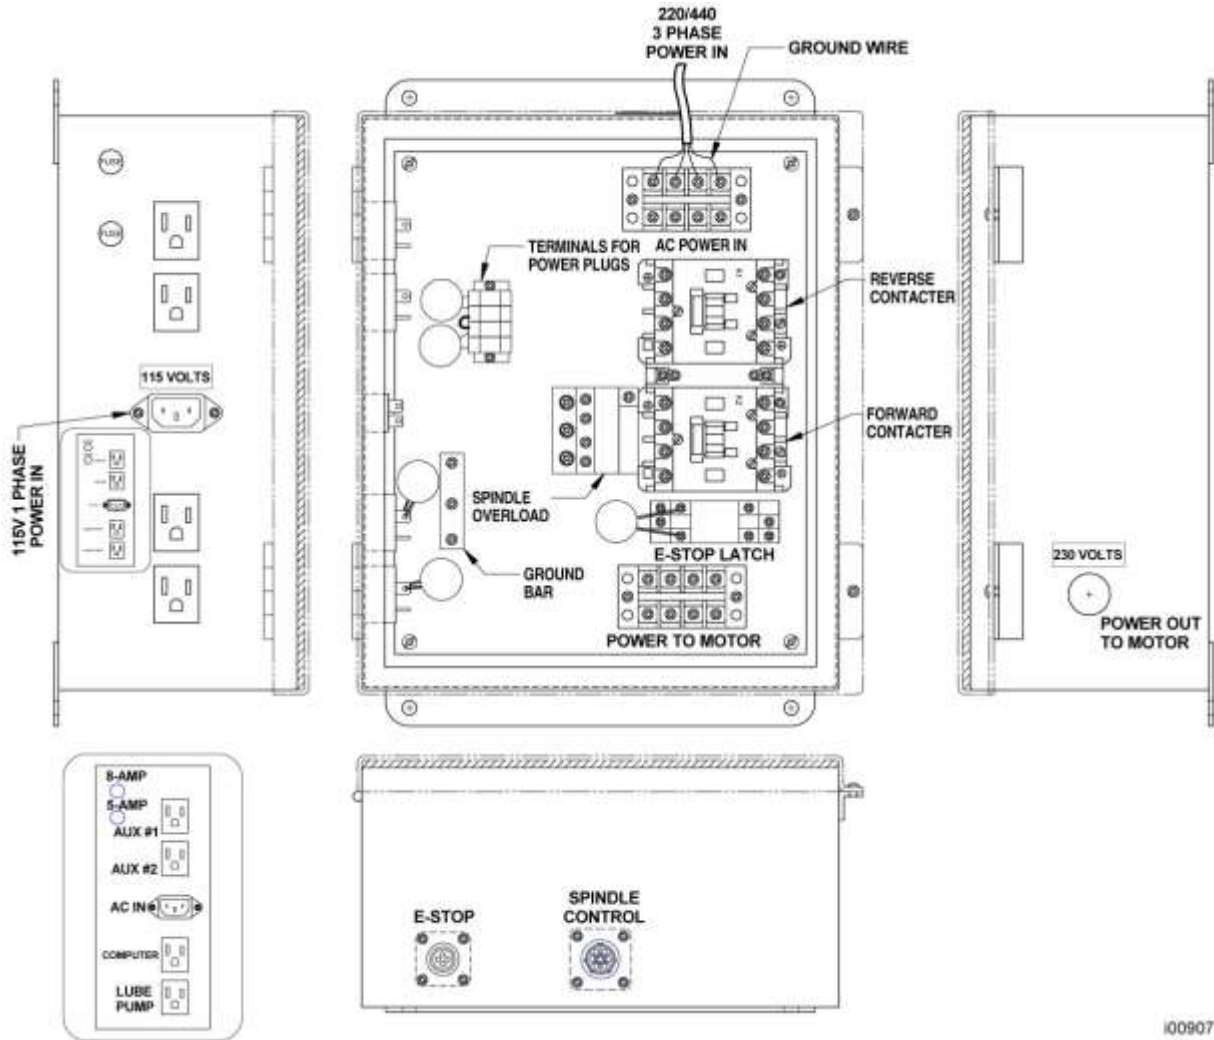 220/440
3 PHASE
POWER IN
GROUND WIRE
FUSE
FUSE
TERMINALS FOR
POWER PLUGS
AC POWER IN
REVERSE
CONTACTER
115 VOLTS
115V 1 PHASE
POWER IN
FORWARD
CONTACTER
SPINDLE
OVERLOAD
E-STOP LATCH
GROUND
BAR
POWER TO MOTOR
230 VOLTS
POWER OUT
TO MOTOR
8-AMP
5-AMP
AUX #1
AUX #2
AC IN
COMPUTER
LUBE
PUMP
E-STOP
SPINDLE
CONTROL
i00907